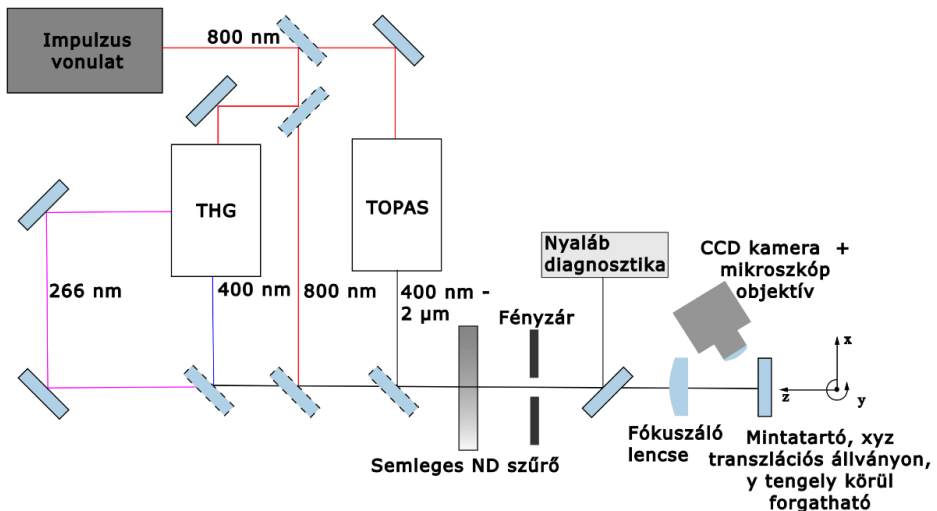 Impulzus
vonulat
800 nm
THG
TOPAS
266 nm
400 nm
800 nm
400 nm -
2 µm
Nyaláb
diagnosztika
Fényzár
CCD kamera +
mikroszkóp
objektív
x
z
y
Semleges ND szűrő
Fókuszáló
lencse
Mintatartó, xyz
transzlációs állványon,
y tengely körül
forgatható